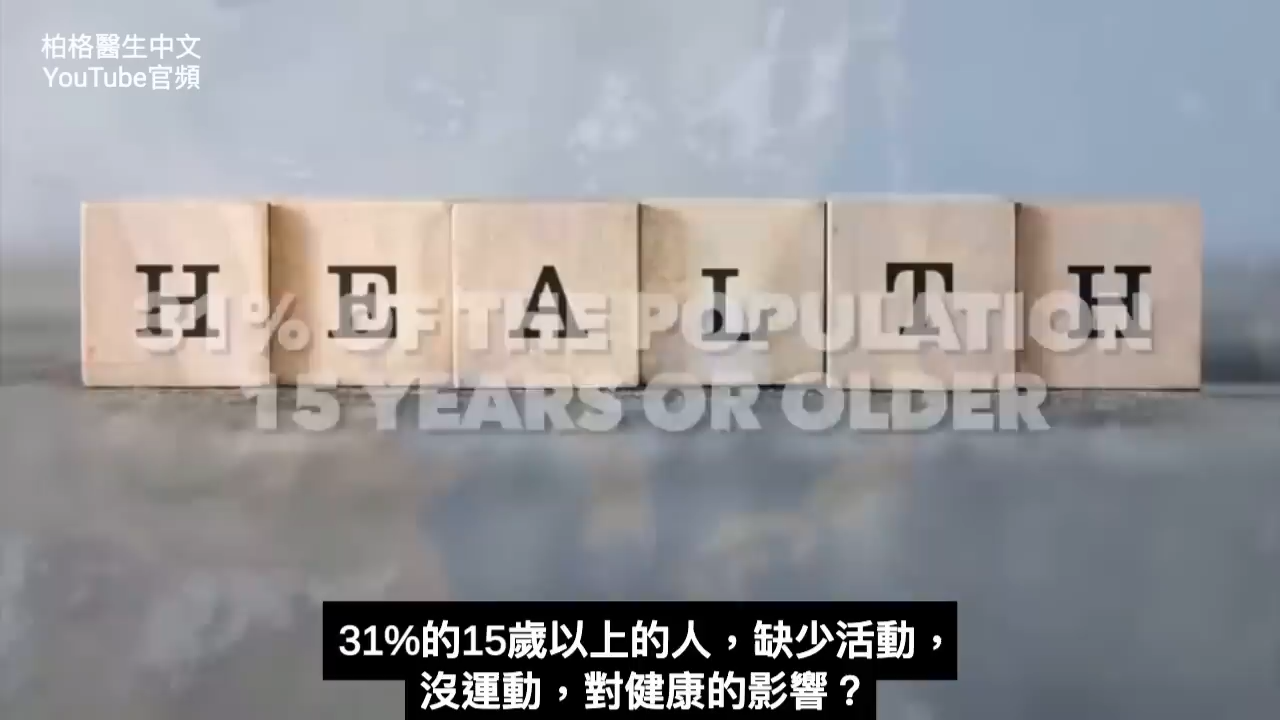 柏格醫生中文
YouTube官頻
HEALTH
31% OF THE POPULATION
15 YEARS OR OLDER
31%的15歲以上的人，缺少活動，
沒運動，對健康的影響？